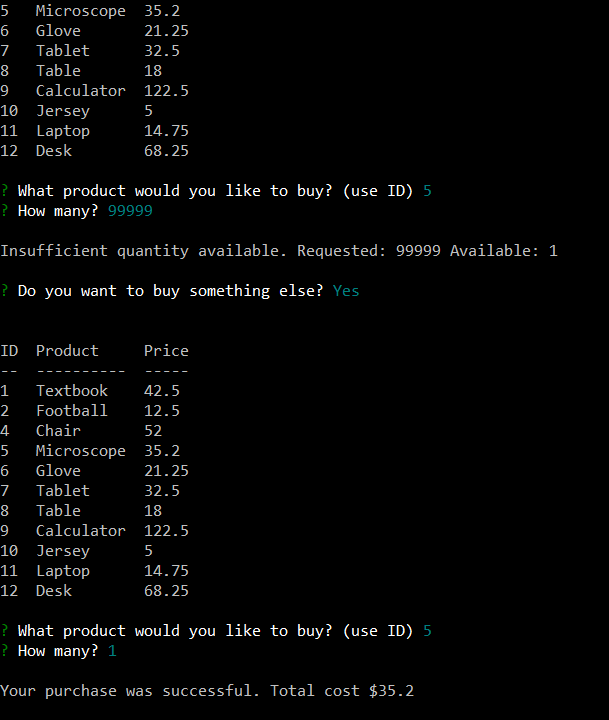 5   Microscope  35.2
6   Glove       21.25
7   Tablet      32.5
8   Table       18
9   Calculator  122.5
10  Jersey      5
11  Laptop      14.75
12  Desk        68.25
? What product would you like to buy? (use ID) 5
? How many? 99999
Insufficient quantity available. Requested: 99999 Available: 1
? Do you want to buy something else? Yes
ID  Product     Price
--  ----------  -----
1   Textbook    42.5
2   Football    12.5
4   Chair       52
5   Microscope  35.2
6   Glove       21.25
7   Tablet      32.5
8   Table       18
9   Calculator  122.5
10  Jersey      5
11  Laptop      14.75
12  Desk        68.25
? What product would you like to buy? (use ID) 5
? How many? 1
Your purchase was successful. Total cost $35.2